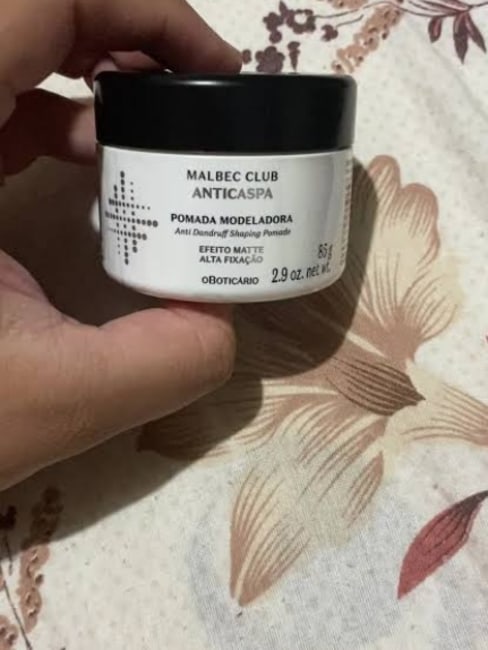 MALBEC CLUB
ANTICASPA
POMADA MODELADORA
Anti Dandruff Shaping Pomade
EFEITO MATTE
ALTA FIXAÇÃO
85 g
oBOTICÁRIO 2.9 oz. net wt.